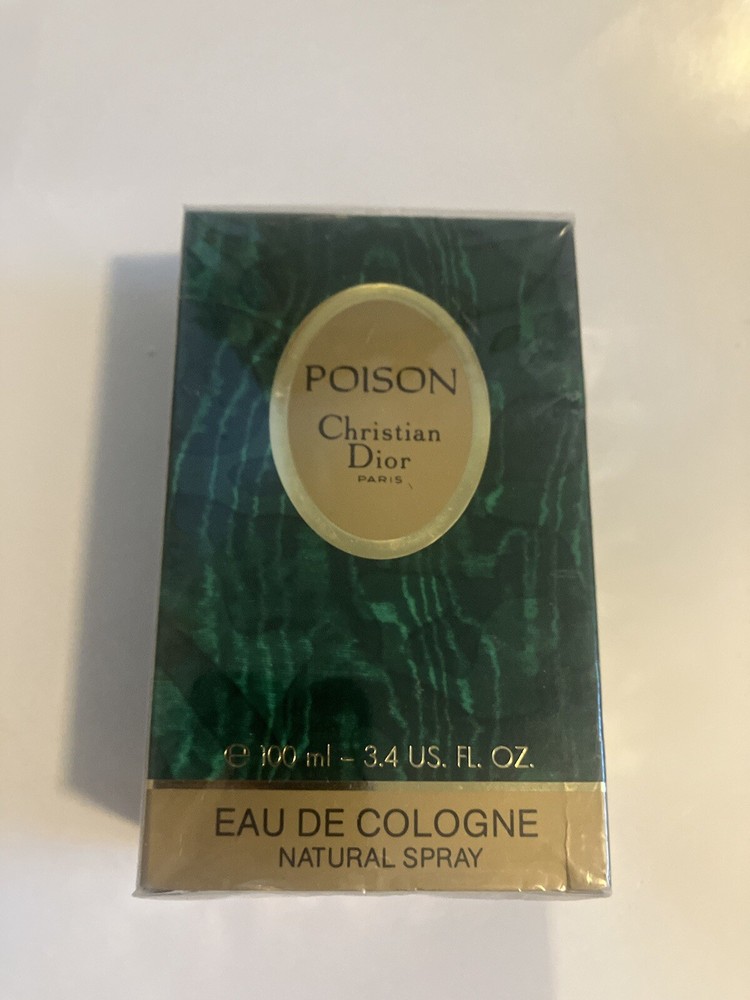 POISON
Christian
Dior
PARIS
℮ 100 ml – 3.4 US. FL. OZ.
EAU DE COLOGNE
NATURAL SPRAY